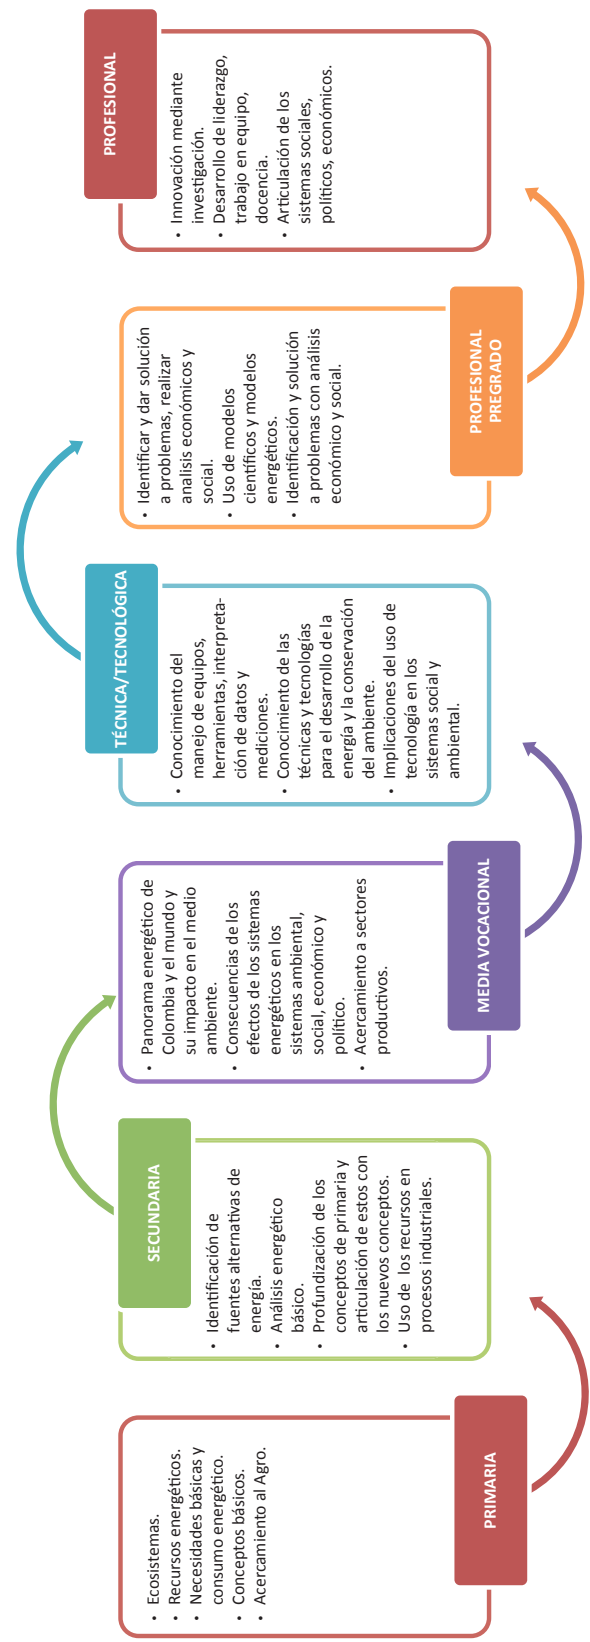 • Ecosistemas.
• Recursos energéticos.
• Necesidades básicas y
consumo energético.
• Conceptos básicos.
• Acercamiento al Agro.
PRIMARIA
SECUNDARIA
• Identificación de
fuentes alternativas de
energía.
• Análisis energético
básico.
• Profundización de los
conceptos de primaria y
articulación de estos con
los nuevos conceptos.
• Uso de los recursos en
procesos industriales.
• Panorama energético de
Colombia y el mundo y
su impacto en el medio
ambiente.
• Consecuencias de los
efectos de los sistemas
energéticos en los
sistemas ambiental,
social, económico y
político.
• Acercamiento a sectores
productivos.
MEDIA VOCACIONAL
TÉCNICA/TECNOLÓGICA
• Conocimiento del
manejo de equipos,
herramientas, interpreta-
ción de datos y
mediciones.
• Conocimiento de las
técnicas y tecnologías
para el desarrollo de la
energía y la conservación
del ambiente.
• Implicaciones del uso de
tecnología en los
sistemas social y
ambiental.
• Identificar y dar solución
a problemas, realizar
analisis económicos y
social.
• Uso de modelos
científicos y modelos
energéticos.
• Identificación y solución
a problemas con análisis
económico y social.
PROFESIONAL
PREGRADO
PROFESIONAL
• Innovación mediante
investigación.
• Desarrollo de liderazgo,
trabajo en equipo,
docencia.
• Articulación de los
sistemas sociales,
políticos, económicos.